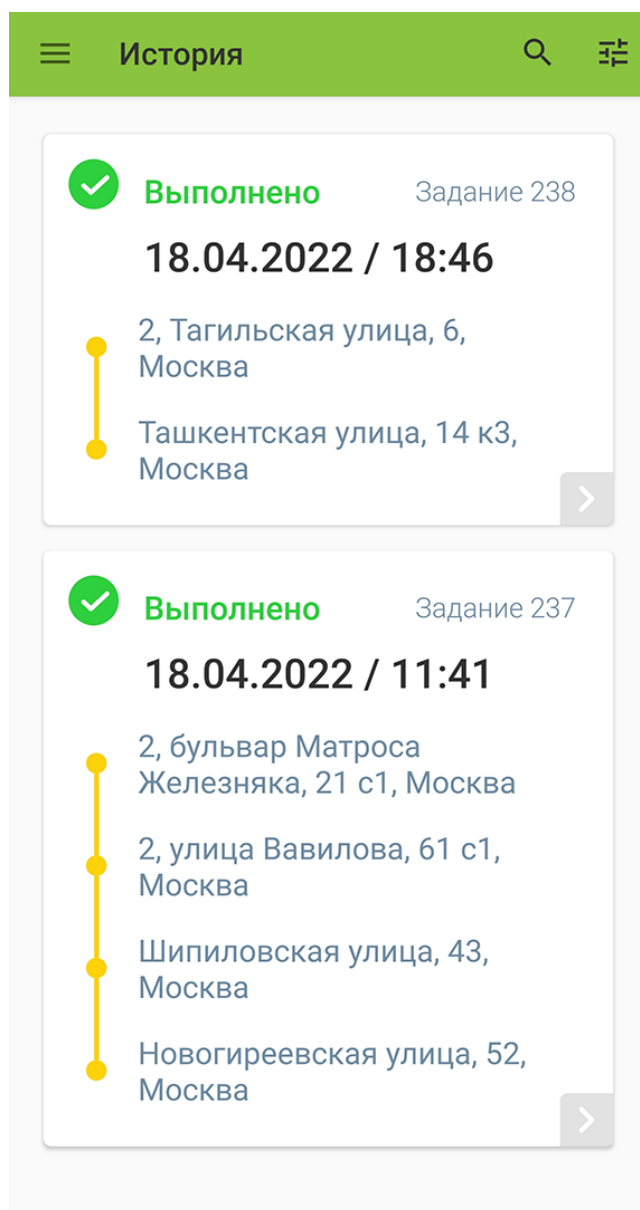 История
Выполнено
Задание 238
18.04.2022 / 18:46
2, Тагильская улица, 6,
Москва
Ташкентская улица, 14 к3,
Москва
Выполнено
Задание 237
18.04.2022 / 11:41
2, бульвар Матроса
Железняка, 21 с1, Москва
2, улица Вавилова, 61 с1,
Москва
Шипиловская улица, 43,
Москва
Новогиреевская улица, 52,
Москва